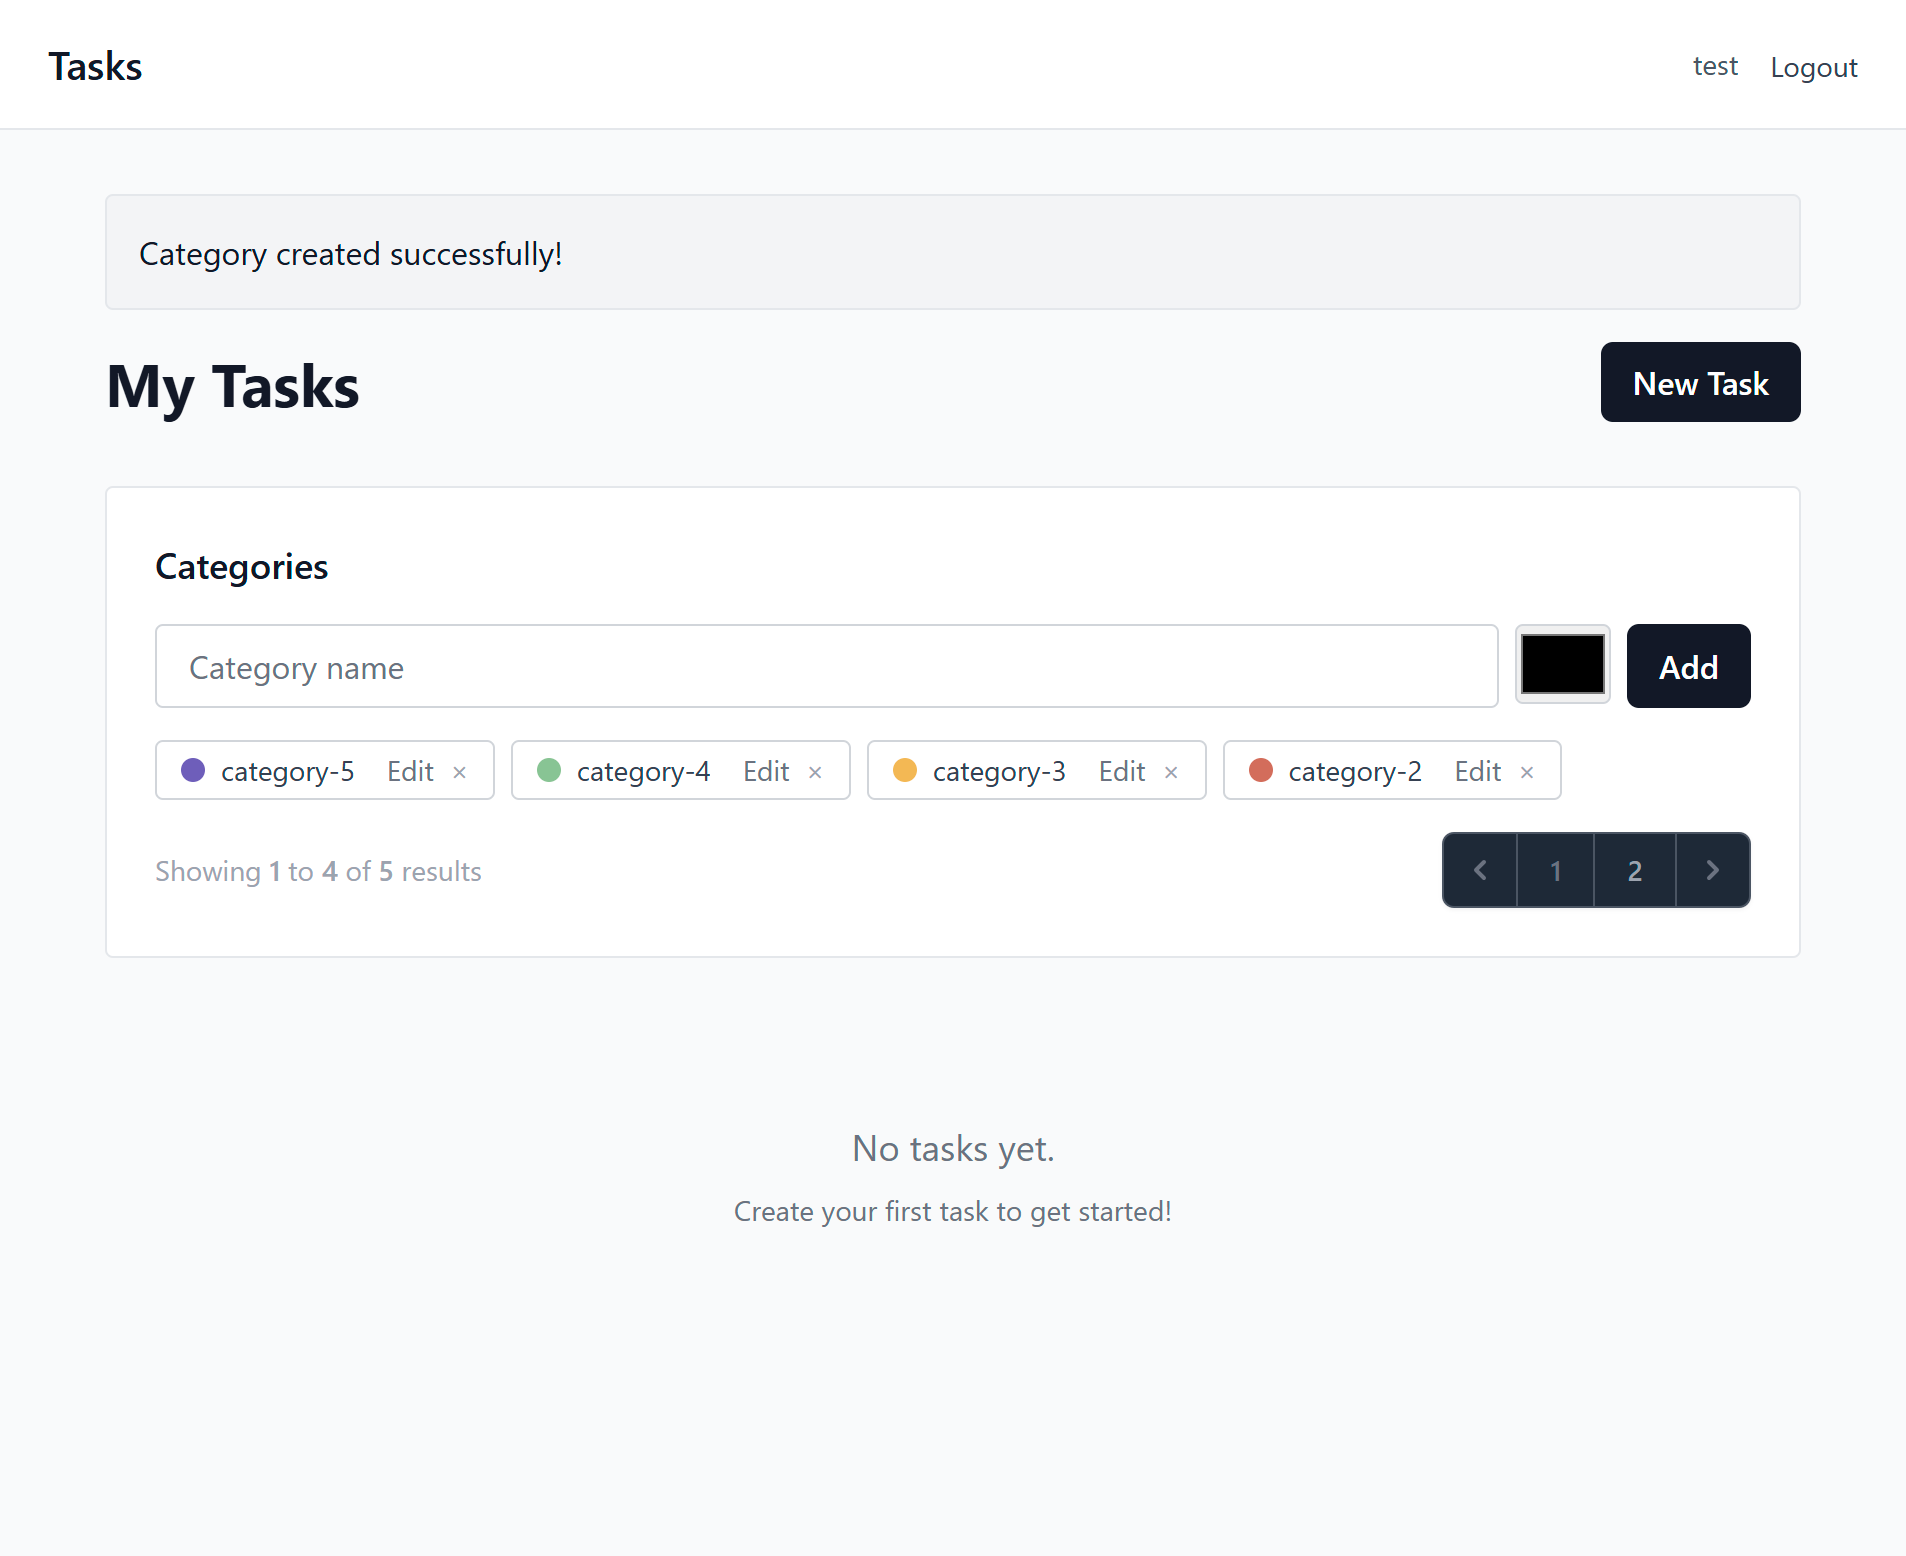 Tasks
test Logout
Category created successfully!
My Tasks
New Task
Categories
Category name
Add
category-5 Edit ×
category-4 Edit ×
category-3 Edit ×
category-2 Edit ×
Showing 1 to 4 of 5 results
1 2
No tasks yet.
Create your first task to get started!